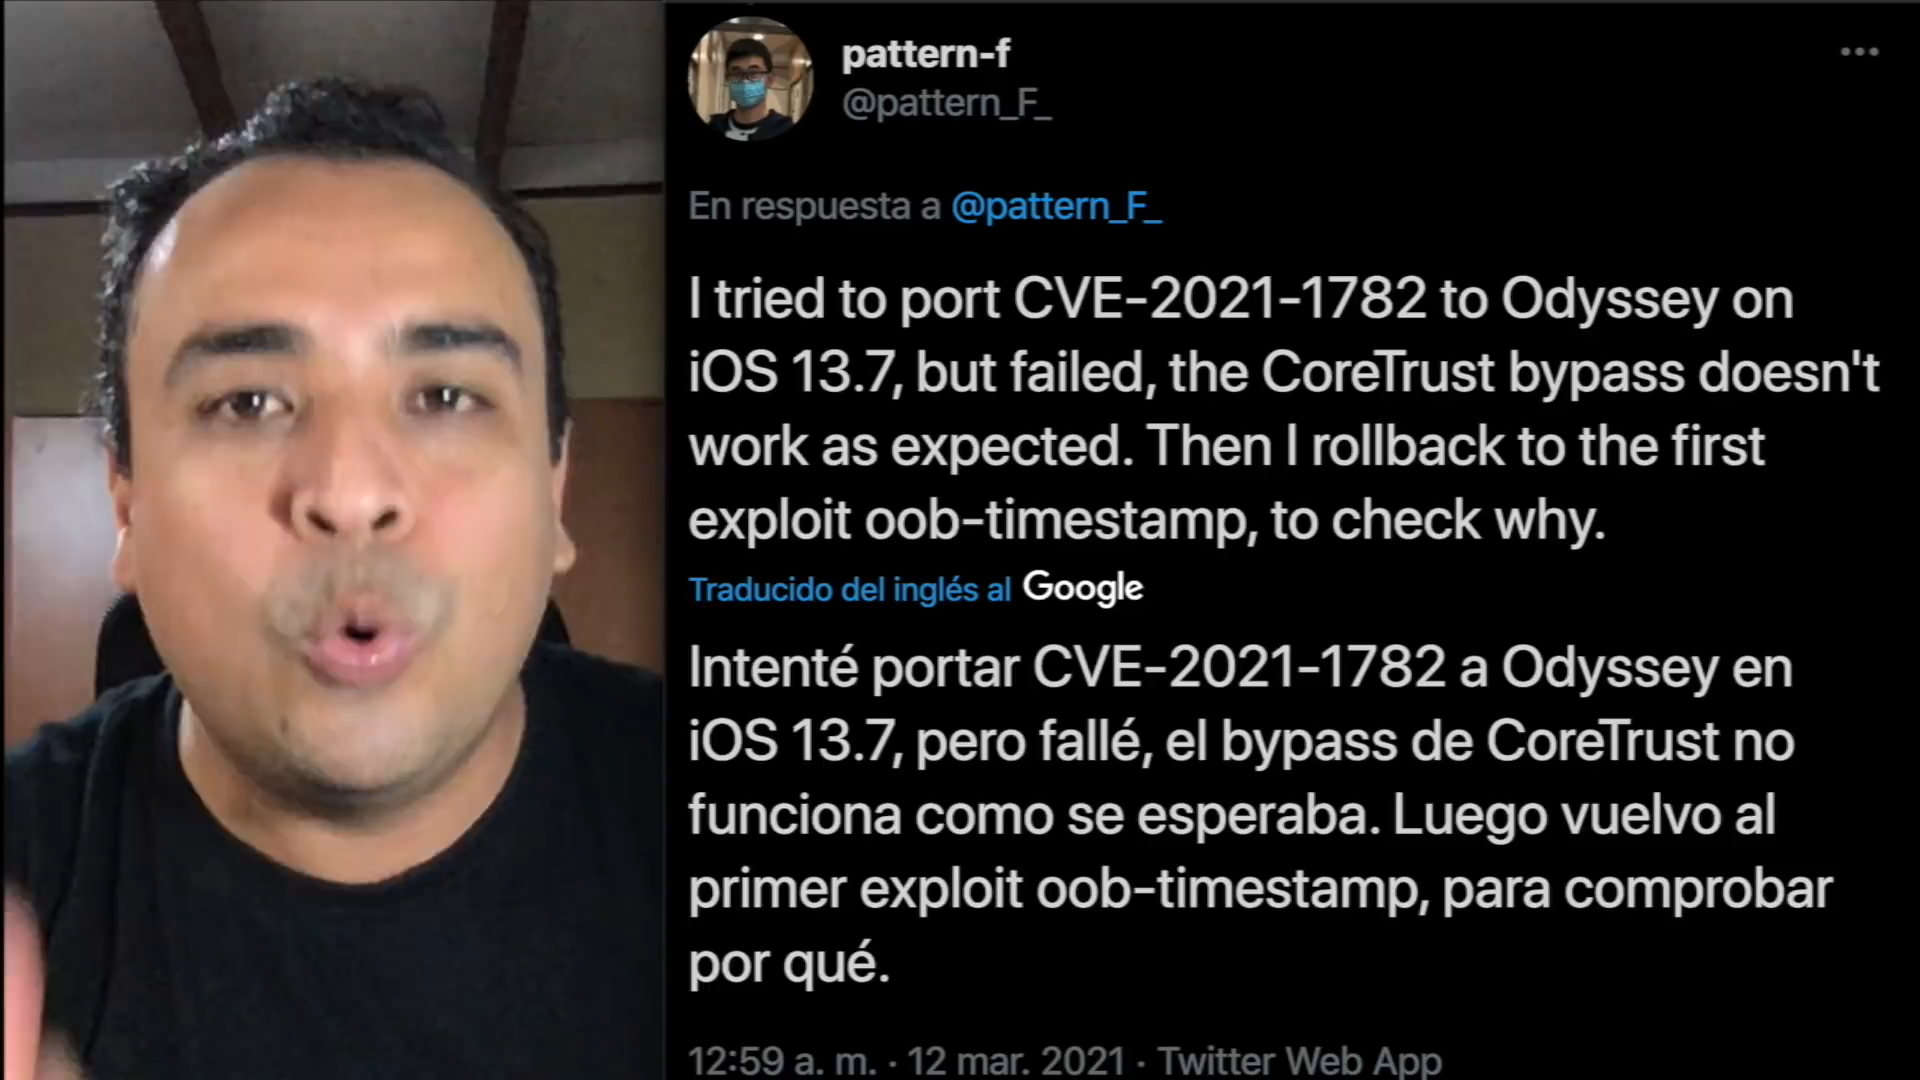 pattern-f
@pattern_F_
En respuesta a @pattern_F_
I tried to port CVE-2021-1782 to Odyssey on
iOS 13.7, but failed, the CoreTrust bypass doesn't
work as expected. Then I rollback to the first
exploit oob-timestamp, to check why.
Traducido del inglés al Google
Intenté portar CVE-2021-1782 a Odyssey en
iOS 13.7, pero fallé, el bypass de CoreTrust no
funciona como se esperaba. Luego vuelvo al
primer exploit oob-timestamp, para comprobar
por qué.
12:59 a. m. · 12 mar. 2021 · Twitter Web App